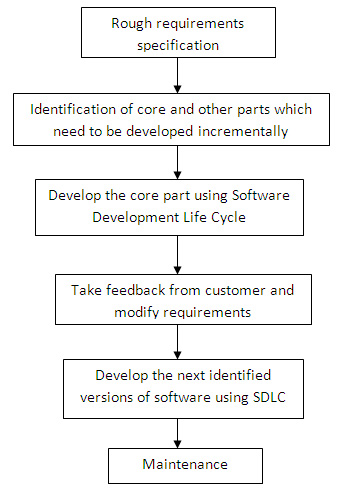 Rough requirements
specification
Identification of core and other parts which
need to be developed incrementally
Develop the core part using Software
Development Life Cycle
Take feedback from customer and
modify requirements
Develop the next identified
versions of software using SDLC
Maintenance